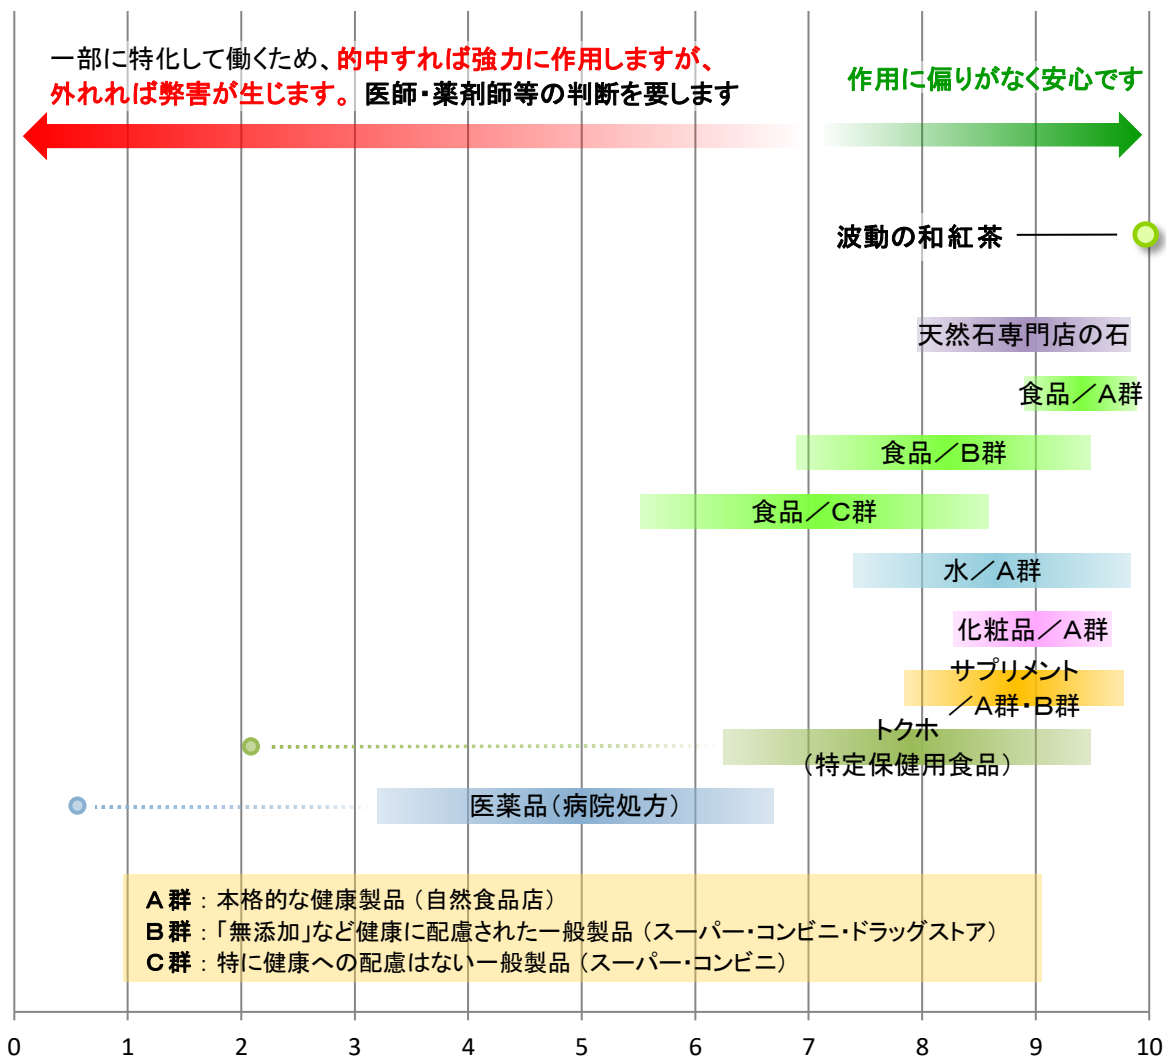 一部に特化して働くため、的中すれば強力に作用しますが、
外れれば弊害が生じます。 医師・薬剤師等の判断を要します
作用に偏りがなく安心です
波動の和紅茶
天然石専門店の石
食品／A群
食品／B群
食品／C群
水／A群
化粧品／A群
サプリメント
／A群・B群
トクホ
（特定保健用食品）
医薬品（病院処方）
A群：本格的な健康製品（自然食品店）
B群：「無添加」など健康に配慮された一般製品（スーパー・コンビニ・ドラッグストア）
C群：特に健康への配慮はない一般製品（スーパー・コンビニ）
0 1 2 3 4 5 6 7 8 9 10